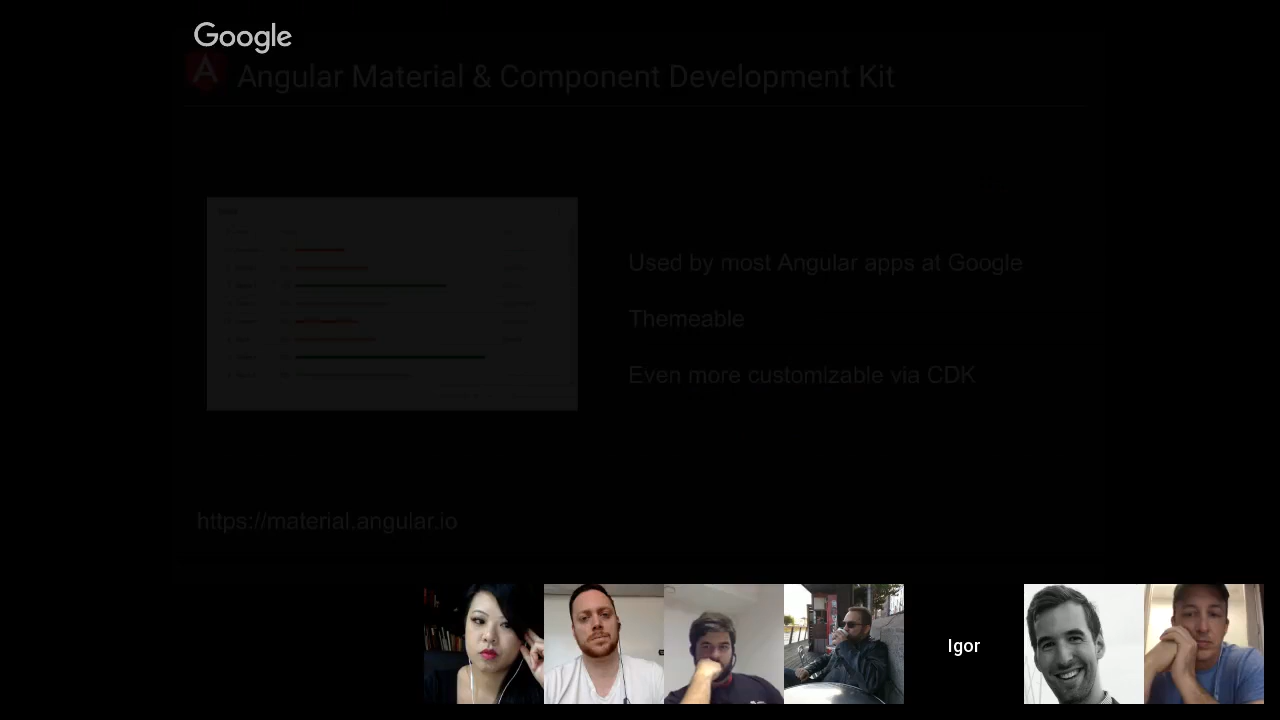 Google
Angular Material & Component Development Kit
Used by most Angular apps at Google
Themeable
Even more customizable via CDK
https://material.angular.io
Igor